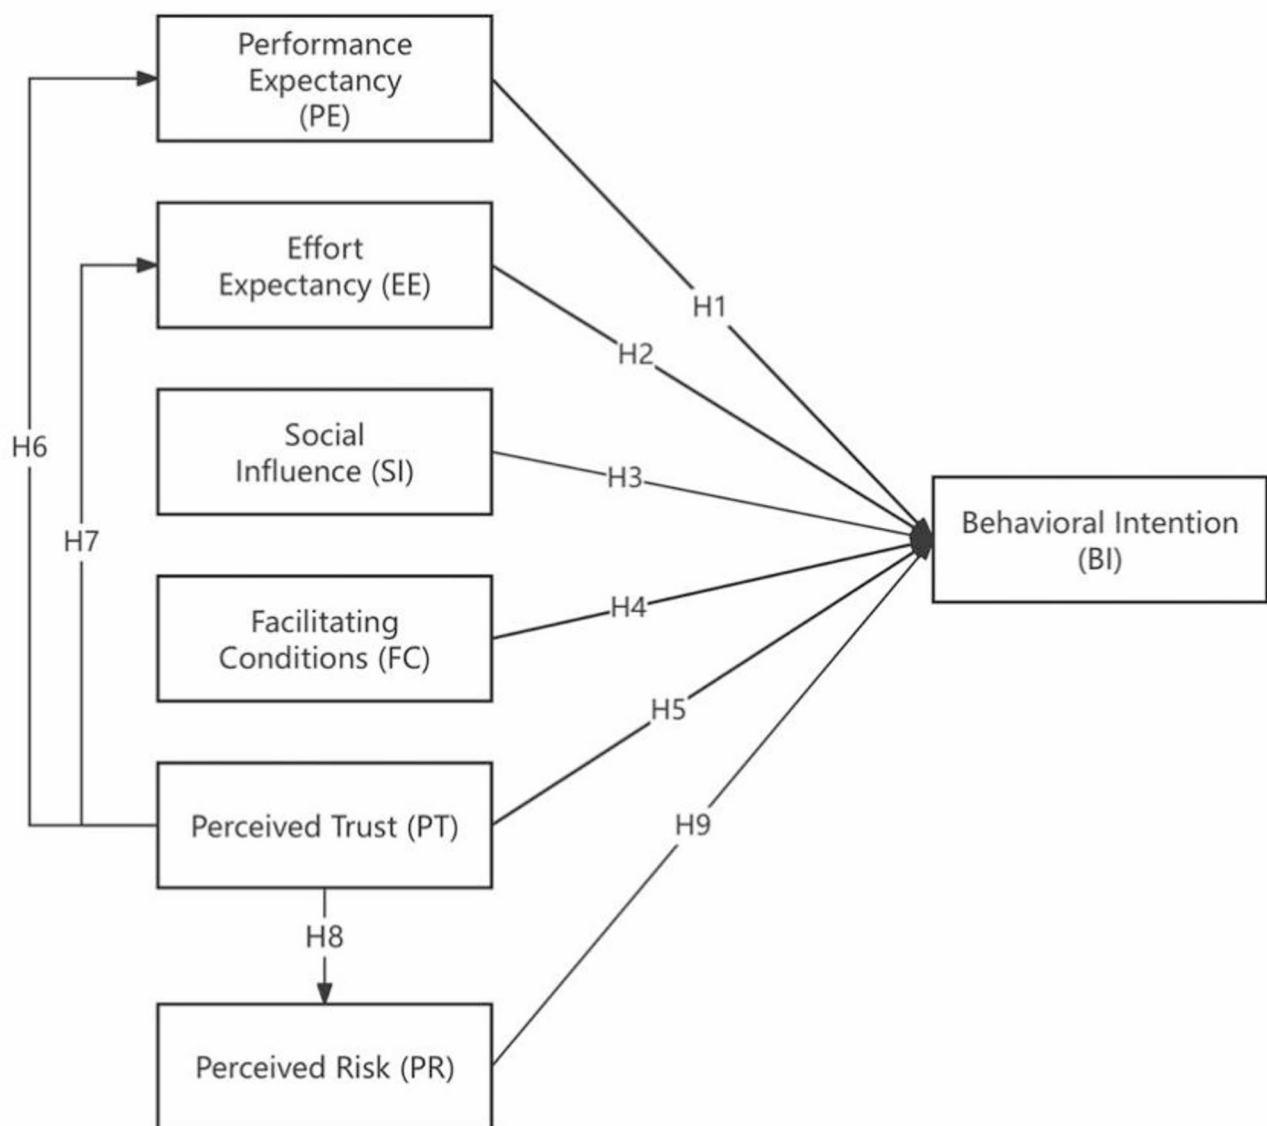 Performance
Expectancy
(PE)
Effort
Expectancy (EE)
H1
H2
Social
Influence (SI)
H6
H3
H7
Behavioral Intention
(BI)
Facilitating
Conditions (FC)
H4
H5
Perceived Trust (PT)
H9
H8
Perceived Risk (PR)